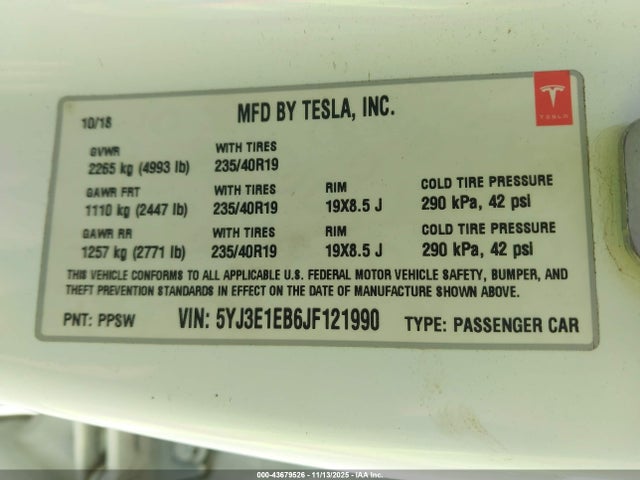 10/18
MFD BY TESLA, INC.
TESLA
GVWR
WITH TIRES
2265 kg (4993 lb)
235/40R19
GAWR FRT
WITH TIRES
RIM
COLD TIRE PRESSURE
1110 kg (2447 lb)
235/40R19
19X8.5 J
290 kPa, 42 psi
GAWR RR
WITH TIRES
RIM
COLD TIRE PRESSURE
1257 kg (2771 lb)
235/40R19
19X8.5 J
290 kPa, 42 psi
THIS VEHICLE CONFORMS TO ALL APPLICABLE U.S. FEDERAL MOTOR VEHICLE SAFETY, BUMPER, AND
THEFT PREVENTION STANDARDS IN EFFECT ON THE DATE OF MANUFACTURE SHOWN ABOVE.
PNT: PPSW
VIN: 5YJ3E1EB6JF121990
TYPE: PASSENGER CAR
000-43679526 - 11/13/2025 - IAA, Inc.